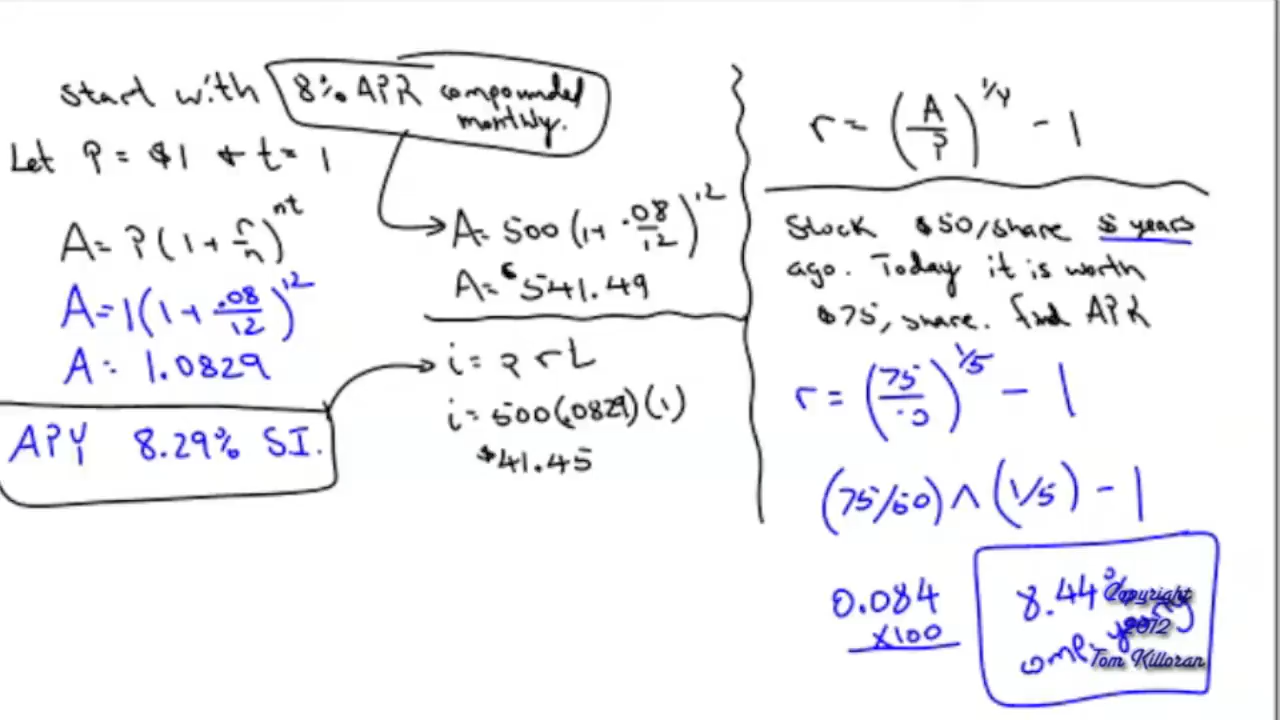 start with 8% APR compounded
monthly.
Let P = $1 & t = 1
A = P(1 + r/n)^nt
A = 1(1 + .08/12)^12
A = 1.0829
APY 8.29% SI.
A = 500(1 + .08/12)^12
A = $541.49
i = P r t
i = 500(.0829)(1)
$41.45
r = (A/P)^1/Y - 1
Stock $50/share 5 years
ago. Today it is worth
$75/share. find APR
r = (75/50)^1/5 - 1
(75/50) ^ (1/5) - 1
0.084
x100
8.44%
comp. yearly
Copyright
2012
Tom Killoran